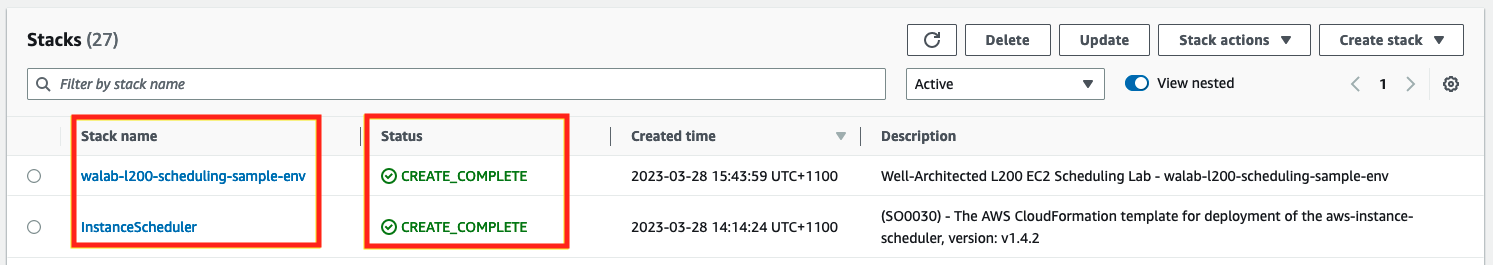 Stacks (27)
Delete
Update
Stack actions
Create stack
Filter by stack name
Active
View nested
1
Stack name
Status
Created time
Description
walab-l200-scheduling-sample-env
CREATE_COMPLETE
2023-03-28 15:43:59 UTC+1100
Well-Architected L200 EC2 Scheduling Lab - walab-l200-scheduling-sample-env
InstanceScheduler
CREATE_COMPLETE
2023-03-28 14:14:24 UTC+1100
(SO0030) - The AWS CloudFormation template for deployment of the aws-instance-
scheduler, version: v1.4.2